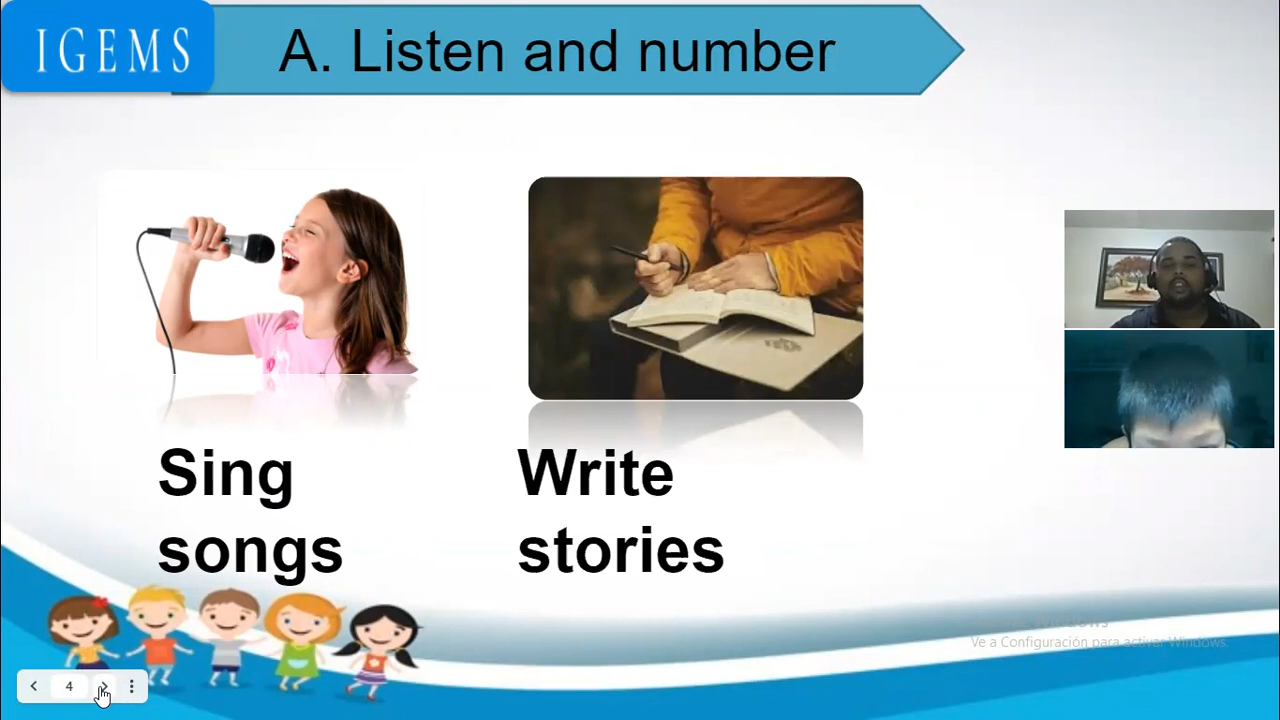 IGEMS
A. Listen and number
Sing
songs
Write
stories
Ve a Configuración para activar Windows.
4